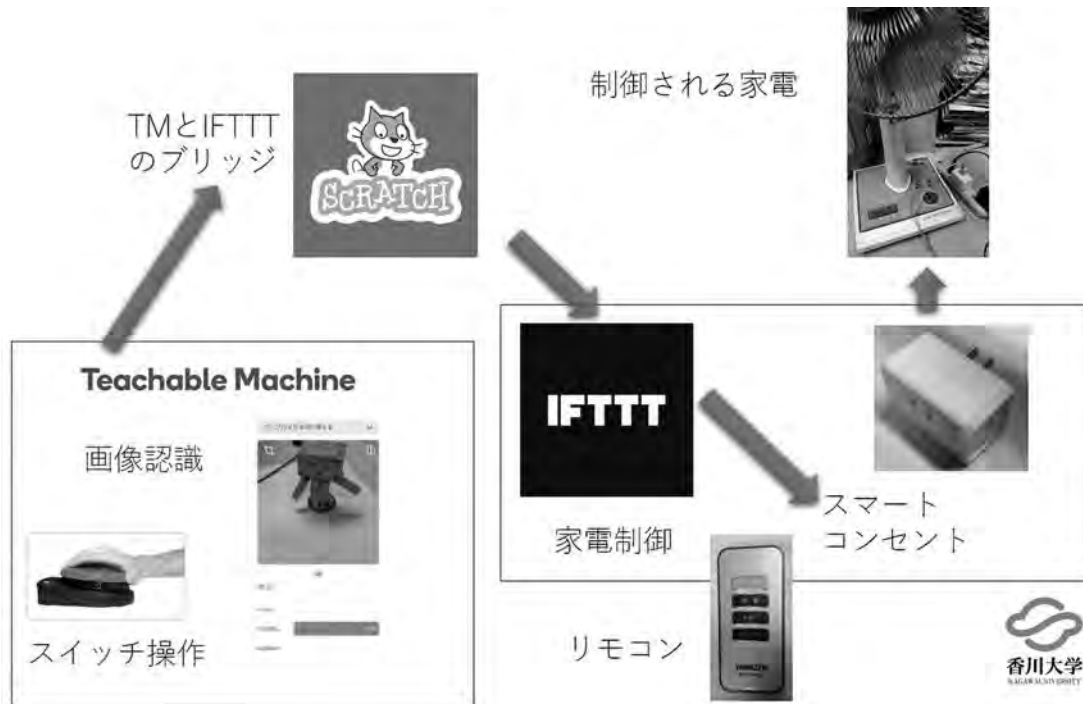 制御される家電
TMとIFTTT
のブリッジ
SCRATCH
Teachable Machine
画像認識
スイッチ操作
IFTTT
家電制御
スマート
コンセント
リモコン
香川大学
KAGAWA UNIVERSITY